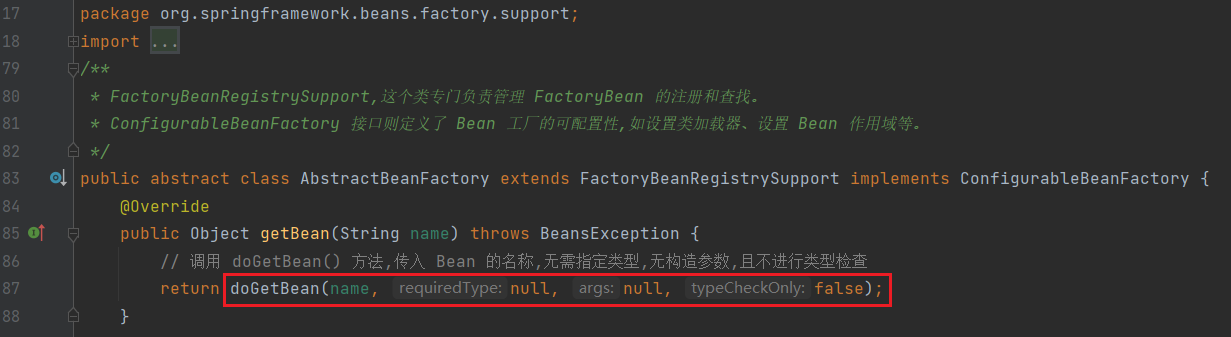 17 package org.springframework.beans.factory.support;
18 import ...
79 /**
80 * FactoryBeanRegistrySupport,这个类专门负责管理 FactoryBean 的注册和查找。
81 * ConfigurableBeanFactory 接口则定义了 Bean 工厂的可配置性,如设置类加载器、设置 Bean 作用域等。
82 */
83 public abstract class AbstractBeanFactory extends FactoryBeanRegistrySupport implements ConfigurableBeanFactory {
84 @Override
85 public Object getBean(String name) throws BeansException {
86 // 调用 doGetBean() 方法,传入 Bean 的名称,无需指定类型,无构造参数,且不进行类型检查
87 return doGetBean(name, requiredType: null, args: null, typeCheckOnly: false);
88 }